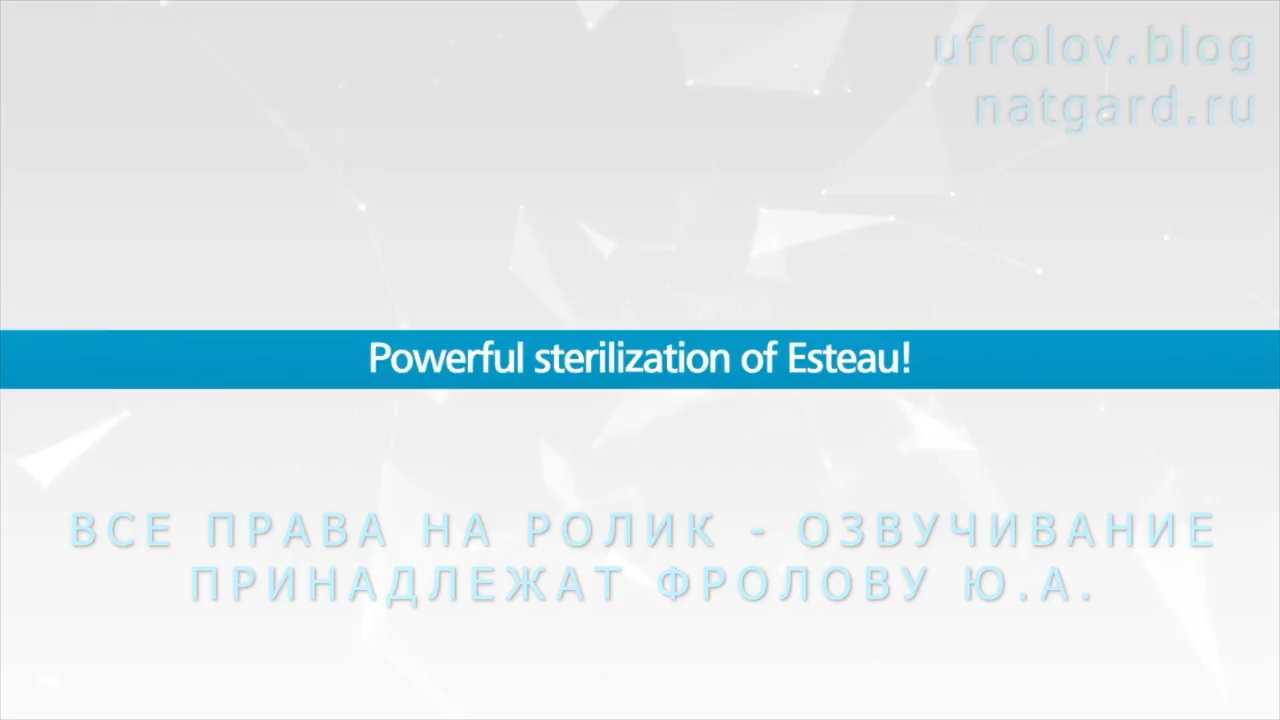 ufrolov.blog
natgard.ru
Powerful sterilization of Esteau!
ВСЕ ПРАВА НА РОЛИК - ОЗВУЧИВАНИЕ
ПРИНАДЛЕЖАТ ФРОЛОВУ Ю.А.